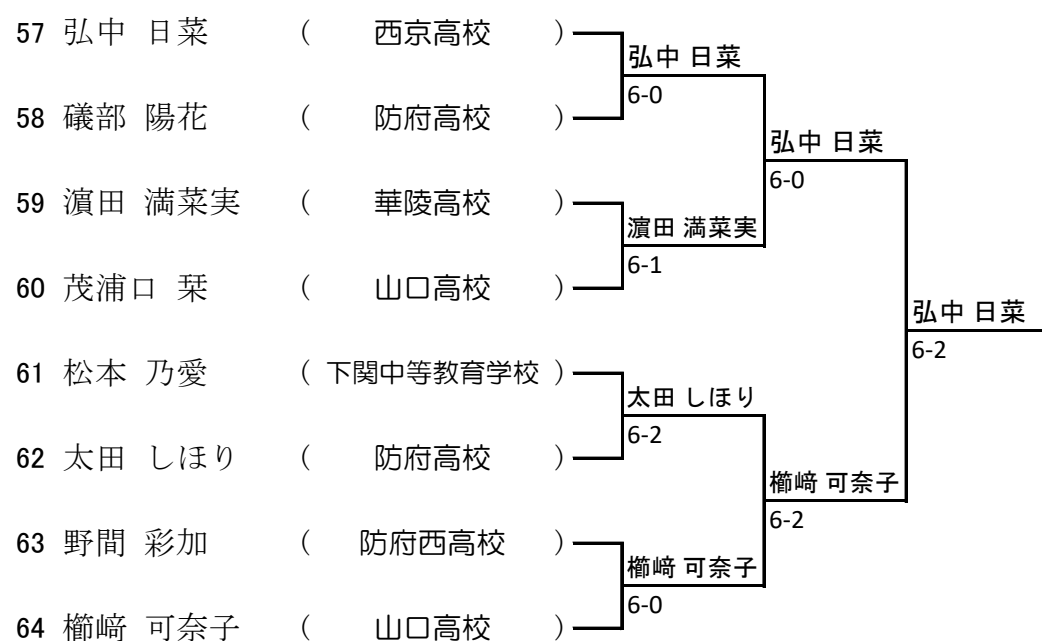 57 弘中 日菜 ( 西京高校 )
弘中 日菜
6-0
58 礒部 陽花 ( 防府高校 )
弘中 日菜
6-0
59 濵田 満菜実 ( 華陵高校 )
濵田 満菜実
6-1
60 茂浦口 栞 ( 山口高校 )
弘中 日菜
6-2
61 松本 乃愛 ( 下関中等教育学校 )
太田 しほり
6-2
62 太田 しほり ( 防府高校 )
櫛﨑 可奈子
6-2
63 野間 彩加 ( 防府西高校 )
櫛﨑 可奈子
6-0
64 櫛﨑 可奈子 ( 山口高校 )